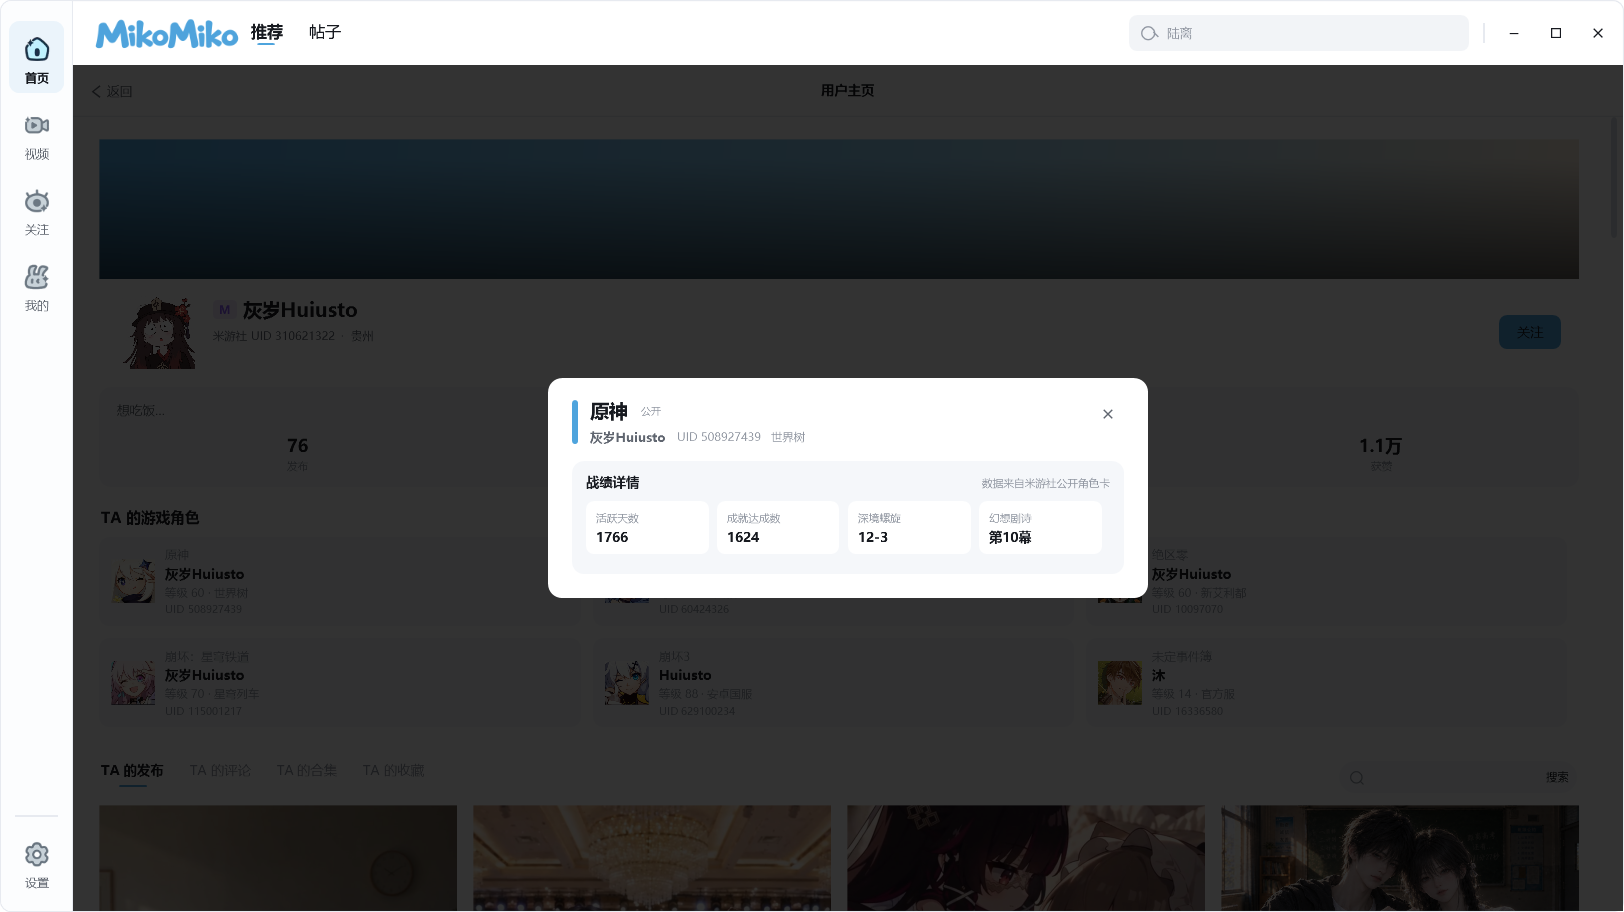 MikoMiko 推荐 帖子
陆离
首页
视频
关注
我的
设置
返回
用户主页
M 灰岁Huiusto
米游社 UID 310621322 · 贵州
关注
想吃饭...
76
发布
1.1万
获赞
原神 公开
灰岁Huiusto UID 508927439 世界树
战绩详情
数据来自米游社公开角色卡
活跃天数
1766
成就达成数
1624
深境螺旋
12-3
幻想剧诗
第10幕
TA 的游戏角色
原神
灰岁Huiusto
等级 60 · 世界树
UID 508927439
UID 60424326
绝区零
灰岁Huiusto
等级 60 · 新艾利都
UID 10097070
崩坏：星穹铁道
灰岁Huiusto
等级 70 · 星穹列车
UID 115001217
崩坏3
Huiusto
等级 88 · 安卓国服
UID 629100234
未定事件簿
沐
等级 14 · 官方服
UID 16336580
TA 的发布 TA 的评论 TA 的合集 TA 的收藏
搜索